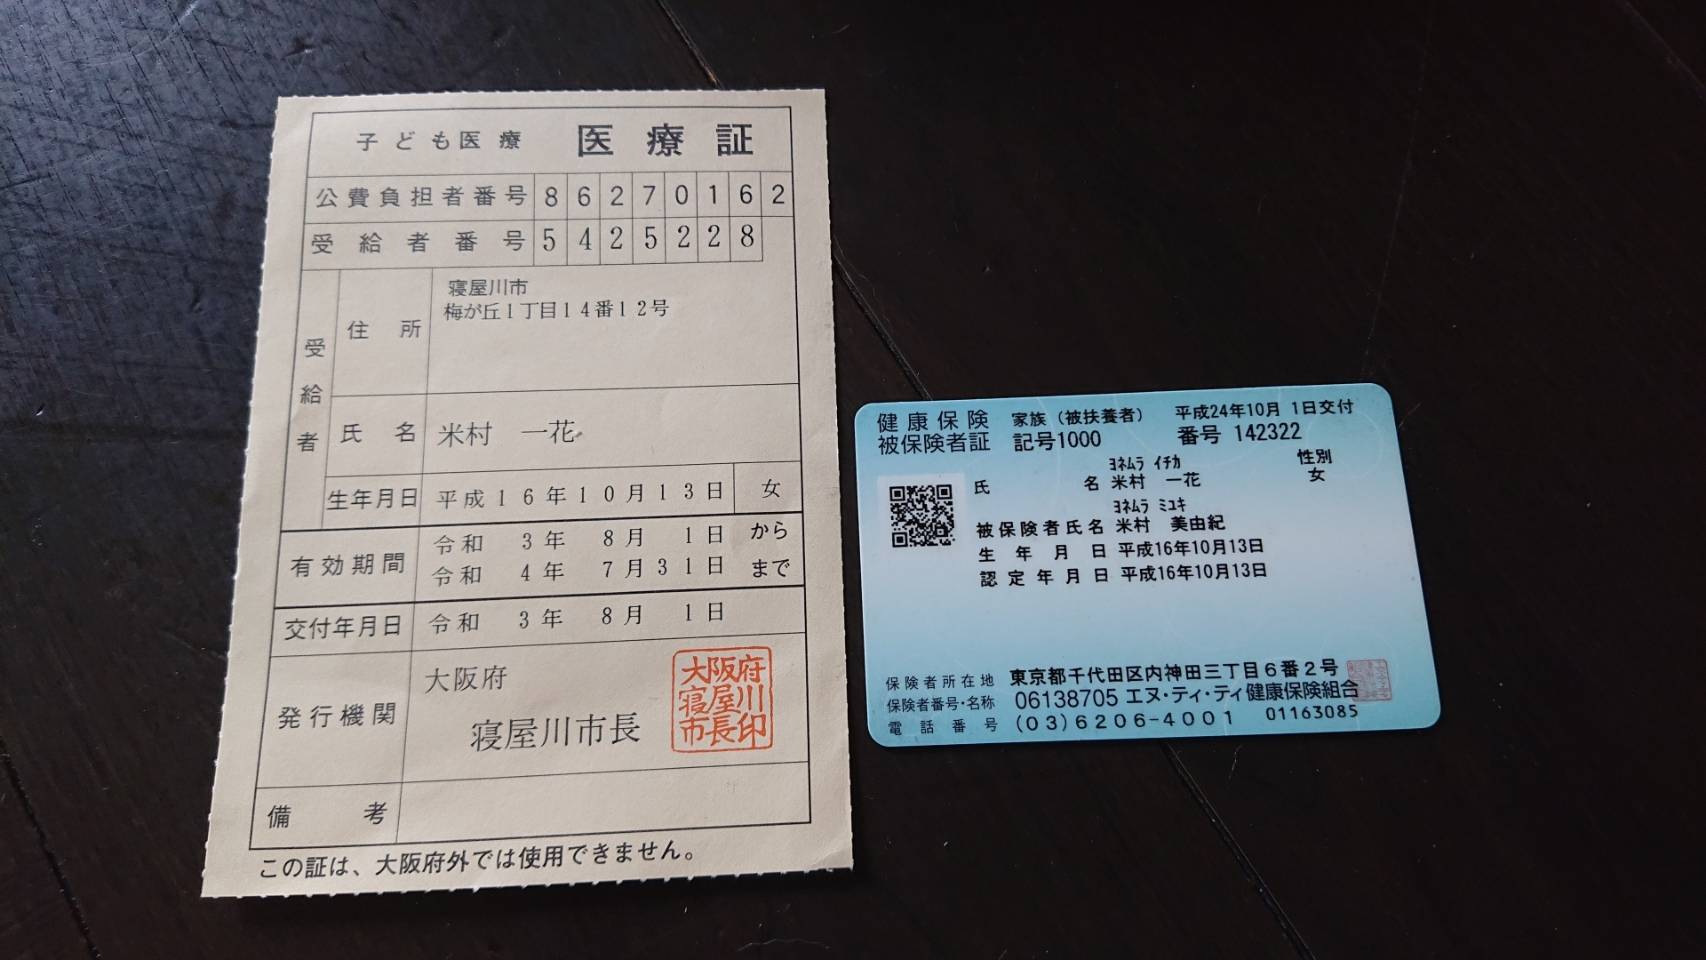 子ども医療 医療証
公費負担者番号 86270162
受給者番号 5425228
受給者
住所 寝屋川市
梅が丘1丁目14番12号
氏名 米村 一花
生年月日 平成16年10月13日 女
有効期間 令和 3年 8月 1日 から
令和 4年 7月31日 まで
交付年月日 令和 3年 8月 1日
発行機関 大阪府
寝屋川市長
大阪府
寝屋川
市長印
備考
この証は、大阪府外では使用できません。
健康保険 家族(被扶養者) 平成24年10月 1日交付
被保険者証 記号1000 番号 142322
ヨネムラ イチカ 性別
氏名 米村 一花 女
ヨネムラ ミユキ
被保険者氏名 米村 美由紀
生年月日 平成16年10月13日
認定年月日 平成16年10月13日
保険者所在地 東京都千代田区内神田三丁目6番2号
保険者番号・名称 06138705 エヌ・ティ・ティ健康保険組合
電話番号 (03)6206-4001 01163085